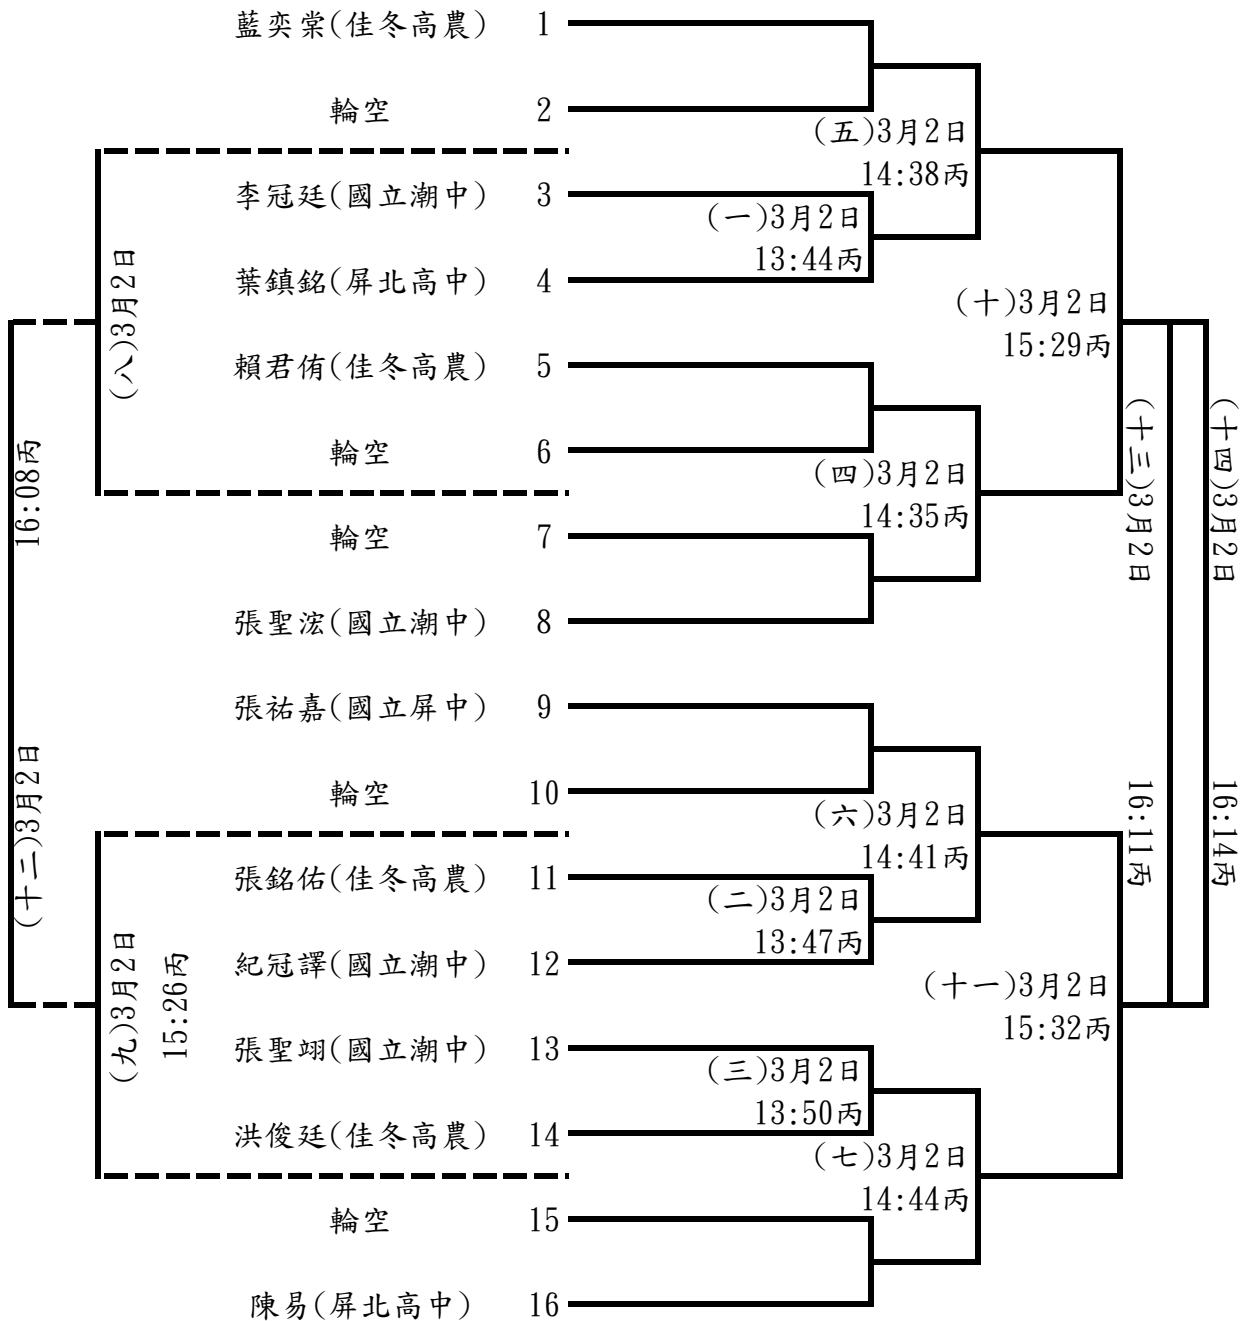 藍奕棠(佳冬高農) 1
輪空 2
(五)3月2日
14:38丙
李冠廷(國立潮中) 3
(一)3月2日
13:44丙
葉鎮銘(屏北高中) 4
(八)3月2日
(十)3月2日
15:29丙
賴君侑(佳冬高農) 5
輪空 6
(四)3月2日
14:35丙
16:08丙
(十三)3月2日
(十四)3月2日
輪空 7
張聖浤(國立潮中) 8
張祐嘉(國立屏中) 9
輪空 10
(六)3月2日
14:41丙
16:11丙
16:14丙
(十二)3月2日
張銘佑(佳冬高農) 11
(二)3月2日
13:47丙
紀冠譯(國立潮中) 12
(九)3月2日
15:26丙
(十一)3月2日
15:32丙
張聖翊(國立潮中) 13
(三)3月2日
13:50丙
洪俊廷(佳冬高農) 14
(七)3月2日
14:44丙
輪空 15
陳易(屏北高中) 16